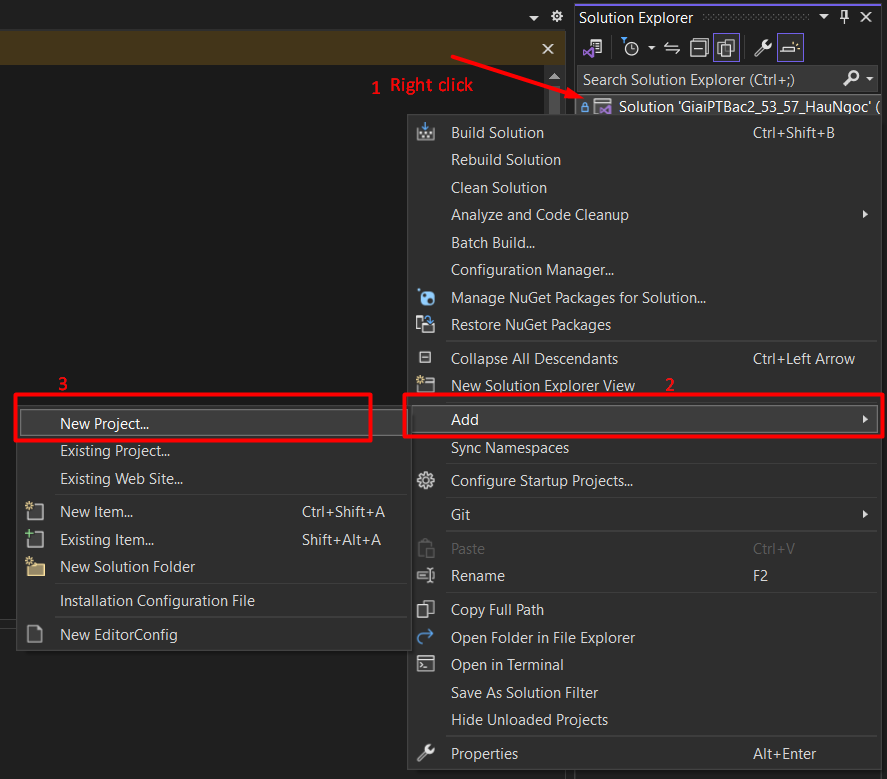 Solution Explorer
1 Right click
Search Solution Explorer (Ctrl+;)
Solution 'GiaiPTBac2_53_57_HauNgoc' (
Build Solution Ctrl+Shift+B
Rebuild Solution
Clean Solution
Analyze and Code Cleanup
Batch Build...
Configuration Manager...
Manage NuGet Packages for Solution...
Restore NuGet Packages
Collapse All Descendants Ctrl+Left Arrow
New Solution Explorer View
2
Add
Sync Namespaces
Configure Startup Projects...
Git
Paste Ctrl+V
Rename F2
Copy Full Path
Open Folder in File Explorer
Open in Terminal
Save As Solution Filter
Hide Unloaded Projects
Properties Alt+Enter
3
New Project...
Existing Project...
Existing Web Site...
New Item... Ctrl+Shift+A
Existing Item... Shift+Alt+A
New Solution Folder
Installation Configuration File
New EditorConfig